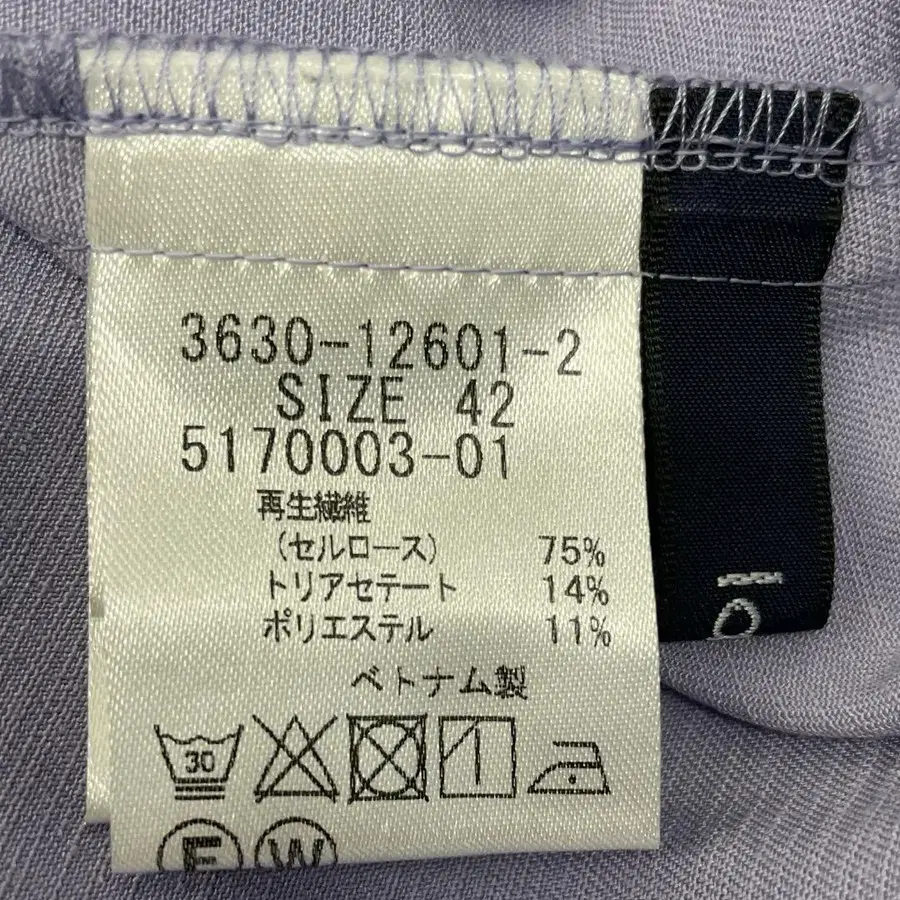 3630-12601-2
SIZE 42
5170003-01
再生繊維
(セルロース) 75%
トリアセテート 14%
ポリエステル 11%
ベトナム製
30
F W